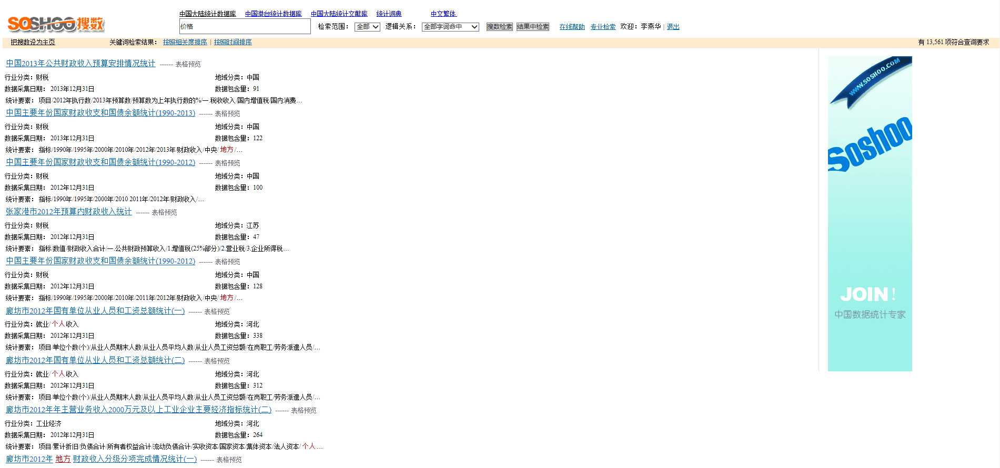 中国大陆统计数据库 中国港台统计数据库 中国大陆统计文献库 统计词典 中文繁体
SOSHOO搜数 价格 检索范围： 全部 逻辑关系： 全部字词命中 搜数检索 结果中检索 在线帮助 专业检索 欢迎：李燕华 | 退出
把搜数设为主页 关键词检索结果： 按照相关度排序 | 按照时间排序 有 13,561 项符合查询要求
中国2013年公共财政收入预算安排情况统计 ------ 表格预览
行业分类：财税 地域分类：中国
数据采集日期： 2013年12月31日 数据包含量：91
统计要素： 项目/2012年执行数/2013年预算数/预算数为上年执行数的%/一.税收收入/国内增值税/国内消费...
中国主要年份国家财政收支和国债余额统计(1990-2013) ------ 表格预览
行业分类：财税 地域分类：中国
数据采集日期： 2013年12月31日 数据包含量：122
统计要素： 指标/1990年/1995年/2000年/2010年/2012年/2013年/财政收入/中央/ 地方 /...
中国主要年份国家财政收支和国债余额统计(1990-2012) ------ 表格预览
行业分类：财税 地域分类：中国
数据采集日期： 2012年12月31日 数据包含量：100
统计要素： 指标/1990年/1995年/2000年/2010 2011年/2012年/财政收入/...
张家港市2012年预算内财政收入统计 ------ 表格预览
行业分类：财税 地域分类：江苏
数据采集日期： 2012年12月31日 数据包含量：47
统计要素： 指标/数值/财政收入合计/一.公共财政预算收入/1.增值税(25%部分)/2.营业税/3.企业所得税...
中国主要年份国家财政收支和国债余额统计(1990-2012) ------ 表格预览
行业分类：财税 地域分类：中国
数据采集日期： 2012年12月31日 数据包含量：128
统计要素： 指标/1990年/1995年/2000年/2010年/2011年/2012年/财政收入/中央/ 地方 /...
廊坊市2012年国有单位从业人员和工资总额统计(一) ------ 表格预览
行业分类：就业/ 个人 收入 地域分类：河北
数据采集日期： 2012年12月31日 数据包含量：338
统计要素： 项目/单位个数(个)/从业人员期末人数/从业人员平均人数/从业人员工资总额/在岗职工/劳务派遣人员/...
廊坊市2012年国有单位从业人员和工资总额统计(二) ------ 表格预览
行业分类：就业/ 个人 收入 地域分类：河北
数据采集日期： 2012年12月31日 数据包含量：312
统计要素： 项目/单位个数(个)/从业人员期末人数/从业人员平均人数/从业人员工资总额/在岗职工/劳务派遣人员/...
廊坊市2012年年主营业务收入2000万元及以上工业企业主要经济指标统计(二) ------ 表格预览
行业分类：工业经济 地域分类：河北
数据采集日期： 2012年12月31日 数据包含量：264
统计要素： 项目/累计折旧/负债合计/所有者权益合计/流动负债合计/实收资本/国家资本/集体资本/法人资本/ 个人 ...
廊坊市2012年 地方 财政收入分级分项完成情况统计(一) ------ 表格预览
WWW.SOSHOO.COM
Soshoo
JOIN!
中国数据统计专家